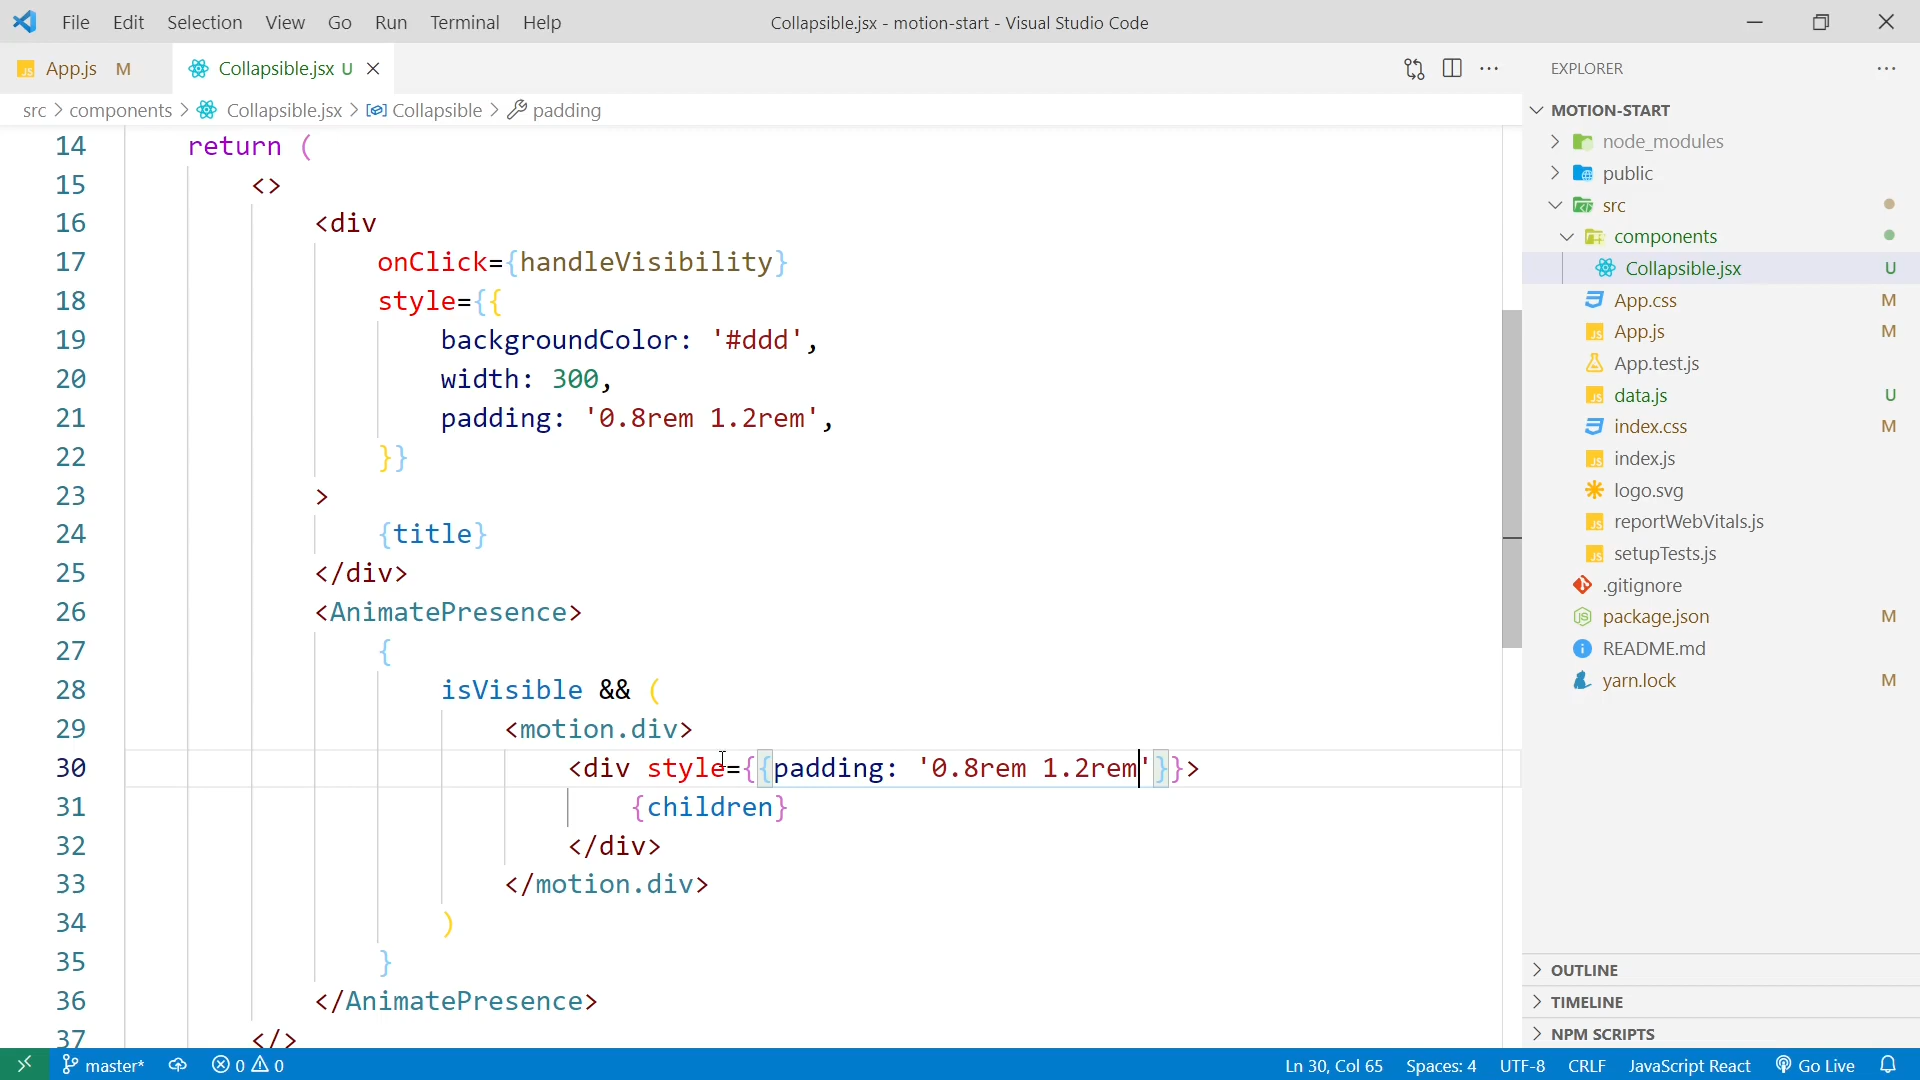 File Edit Selection View Go Run Terminal Help
Collapsible.jsx - motion-start - Visual Studio Code
App.js M
Collapsible.jsx U
src > components > Collapsible.jsx > Collapsible > padding
14 return (
15 <>
16 <div
17 onClick={handleVisibility}
18 style={{
19 backgroundColor: '#ddd',
20 width: 300,
21 padding: '0.8rem 1.2rem',
22 }}
23 >
24 {title}
25 </div>
26 <AnimatePresence>
27 {
28 isVisible && (
29 <motion.div>
30 <div style={{padding: '0.8rem 1.2rem'}}>
31 {children}
32 </div>
33 </motion.div>
34 )
35 }
36 </AnimatePresence>
37 </>
EXPLORER
MOTION-START
node_modules
public
src
components
Collapsible.jsx U
App.css M
App.js M
App.test.js
data.js U
index.css M
index.js
logo.svg
reportWebVitals.js
setupTests.js
.gitignore
package.json M
README.md
yarn.lock M
OUTLINE
TIMELINE
NPM SCRIPTS
master* 0 0
Ln 30, Col 65 Spaces: 4 UTF-8 CRLF JavaScript React Go Live